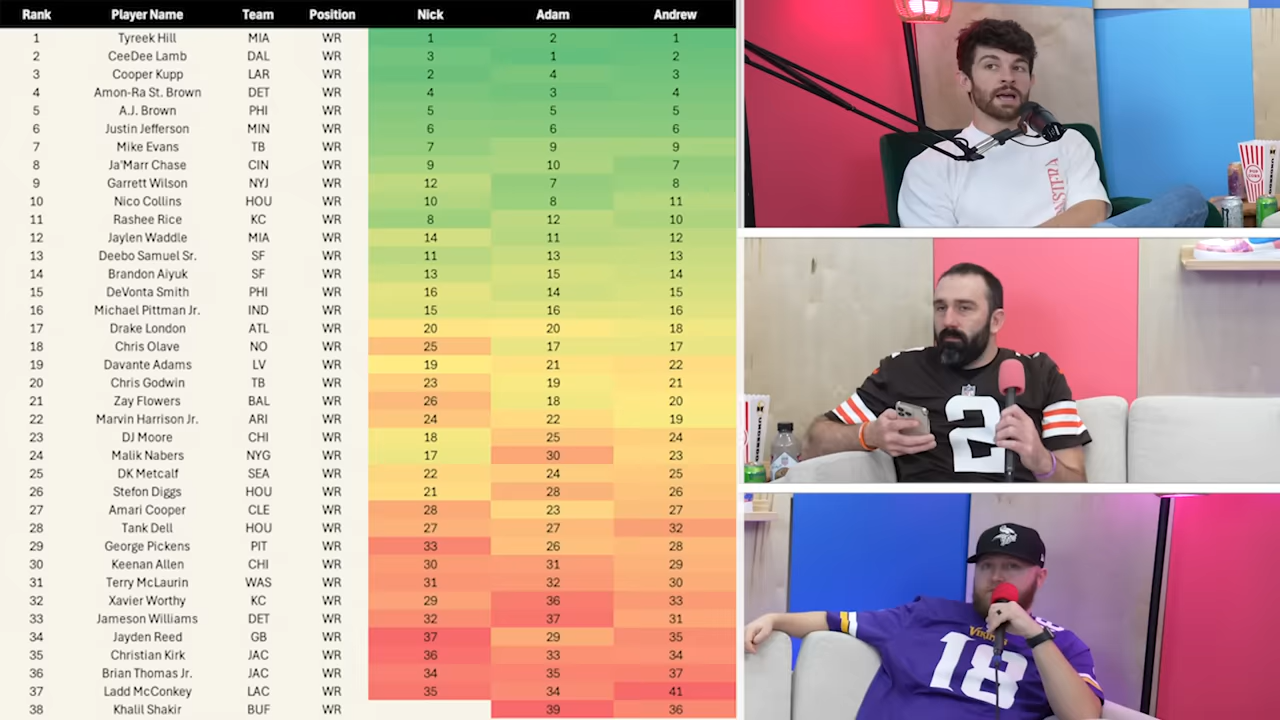 Rank Player Name Team Position Nick Adam Andrew
1 Tyreek Hill MIA WR 1 2 1
2 CeeDee Lamb DAL WR 3 1 2
3 Cooper Kupp LAR WR 2 4 3
4 Amon-Ra St. Brown DET WR 4 3 4
5 A.J. Brown PHI WR 5 5 5
6 Justin Jefferson MIN WR 6 6 6
7 Mike Evans TB WR 7 9 9
8 Ja'Marr Chase CIN WR 9 10 7
9 Garrett Wilson NYJ WR 12 7 8
10 Nico Collins HOU WR 10 8 11
11 Rashee Rice KC WR 8 12 10
12 Jaylen Waddle MIA WR 14 11 12
13 Deebo Samuel Sr. SF WR 11 13 13
14 Brandon Aiyuk SF WR 13 15 14
15 DeVonta Smith PHI WR 16 14 15
16 Michael Pittman Jr. IND WR 15 16 16
17 Drake London ATL WR 20 20 18
18 Chris Olave NO WR 25 17 17
19 Davante Adams LV WR 19 21 22
20 Chris Godwin TB WR 23 19 21
21 Zay Flowers BAL WR 26 18 20
22 Marvin Harrison Jr. ARI WR 24 22 19
23 DJ Moore CHI WR 18 25 24
24 Malik Nabers NYG WR 17 30 23
25 DK Metcalf SEA WR 22 24 25
26 Stefon Diggs HOU WR 21 28 26
27 Amari Cooper CLE WR 28 23 27
28 Tank Dell HOU WR 27 27 32
29 George Pickens PIT WR 33 26 28
30 Keenan Allen CHI WR 30 31 29
31 Terry McLaurin WAS WR 31 32 30
32 Xavier Worthy KC WR 29 36 33
33 Jameson Williams DET WR 32 37 31
34 Jayden Reed GB WR 37 29 35
35 Christian Kirk JAC WR 36 33 34
36 Brian Thomas Jr. JAC WR 34 35 37
37 Ladd McConkey LAC WR 35 34 41
38 Khalil Shakir BUF WR 39 36
2
18